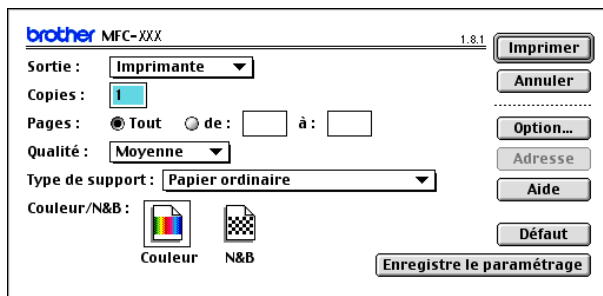 brother MFC-XXX 1.8.1
Imprimer
Sortie : Imprimante
Annuler
Copies : 1
Pages : Tout de : à :
Option...
Qualité : Moyenne
Adresse
Type de support : Papier ordinaire
Aide
Couleur/N&B :
Couleur N&B
Défaut
Enregistre le paramétrage